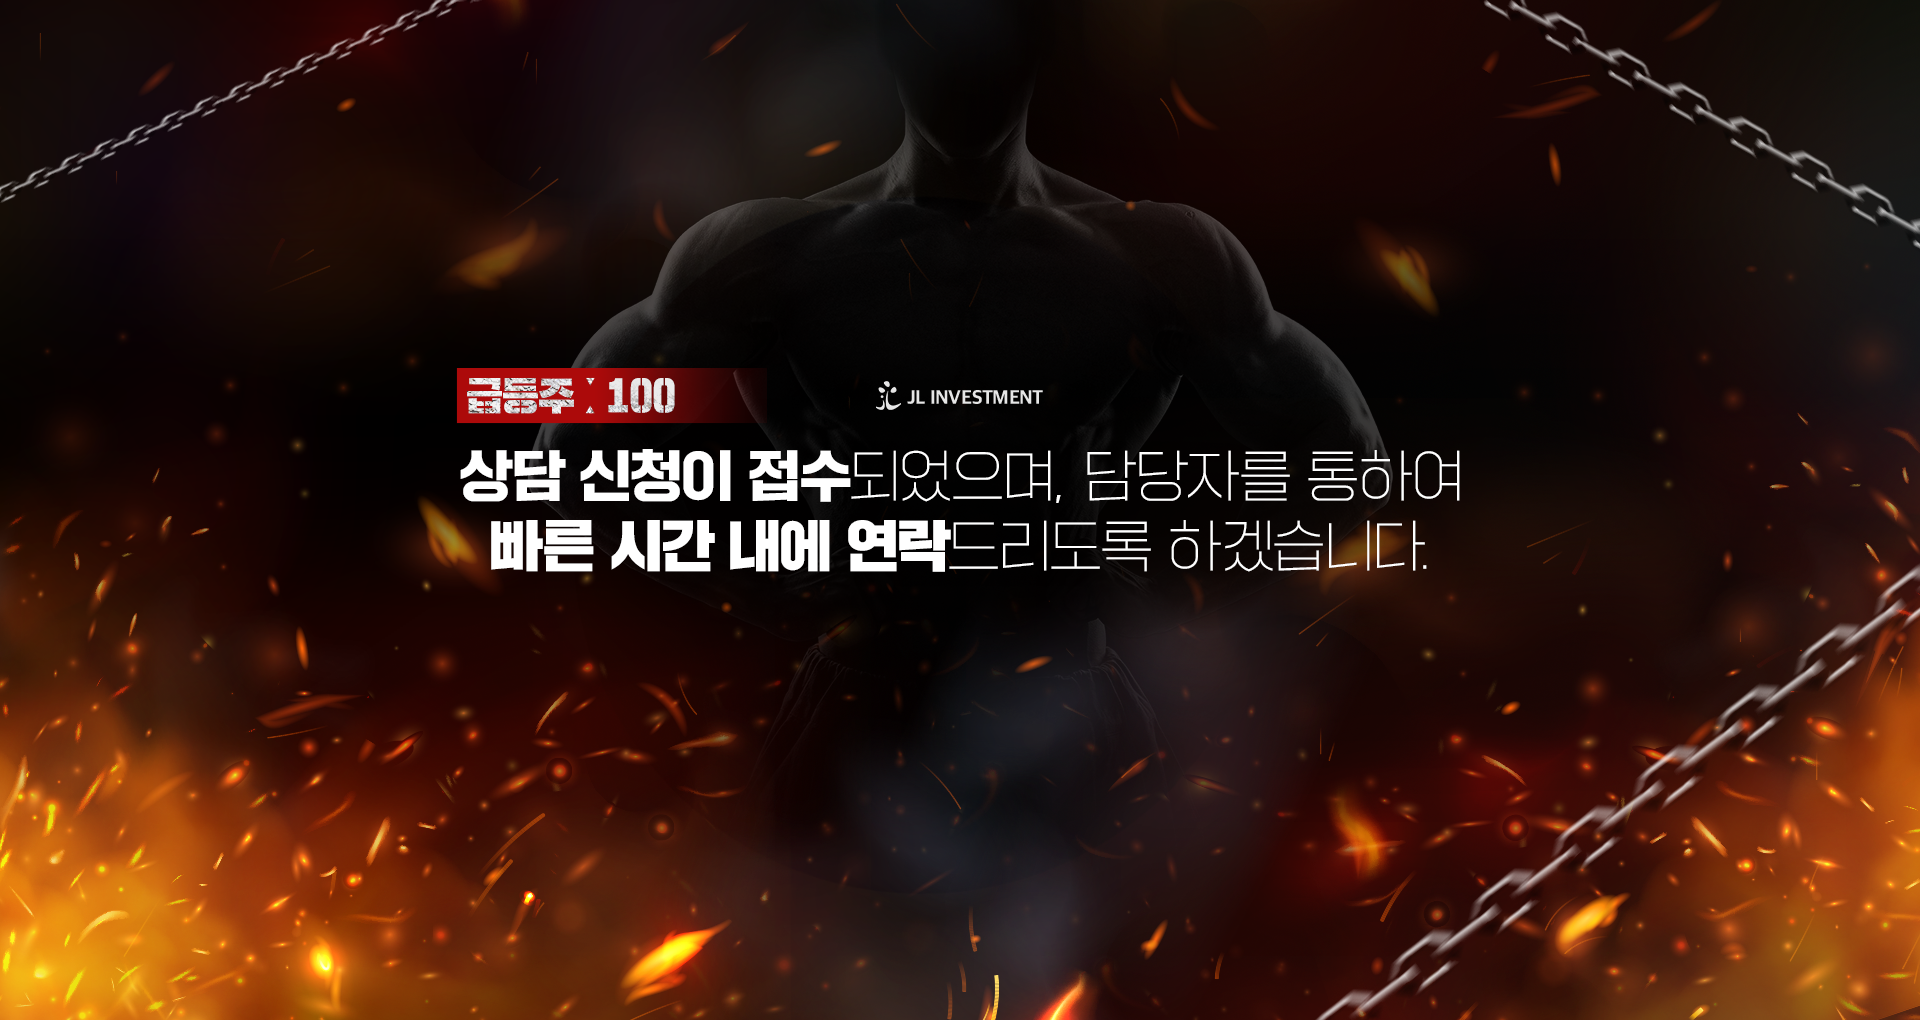 급등주 : 100
JL INVESTMENT
상담 신청이 접수되었으며, 담당자를 통하여
빠른 시간 내에 연락드리도록 하겠습니다.